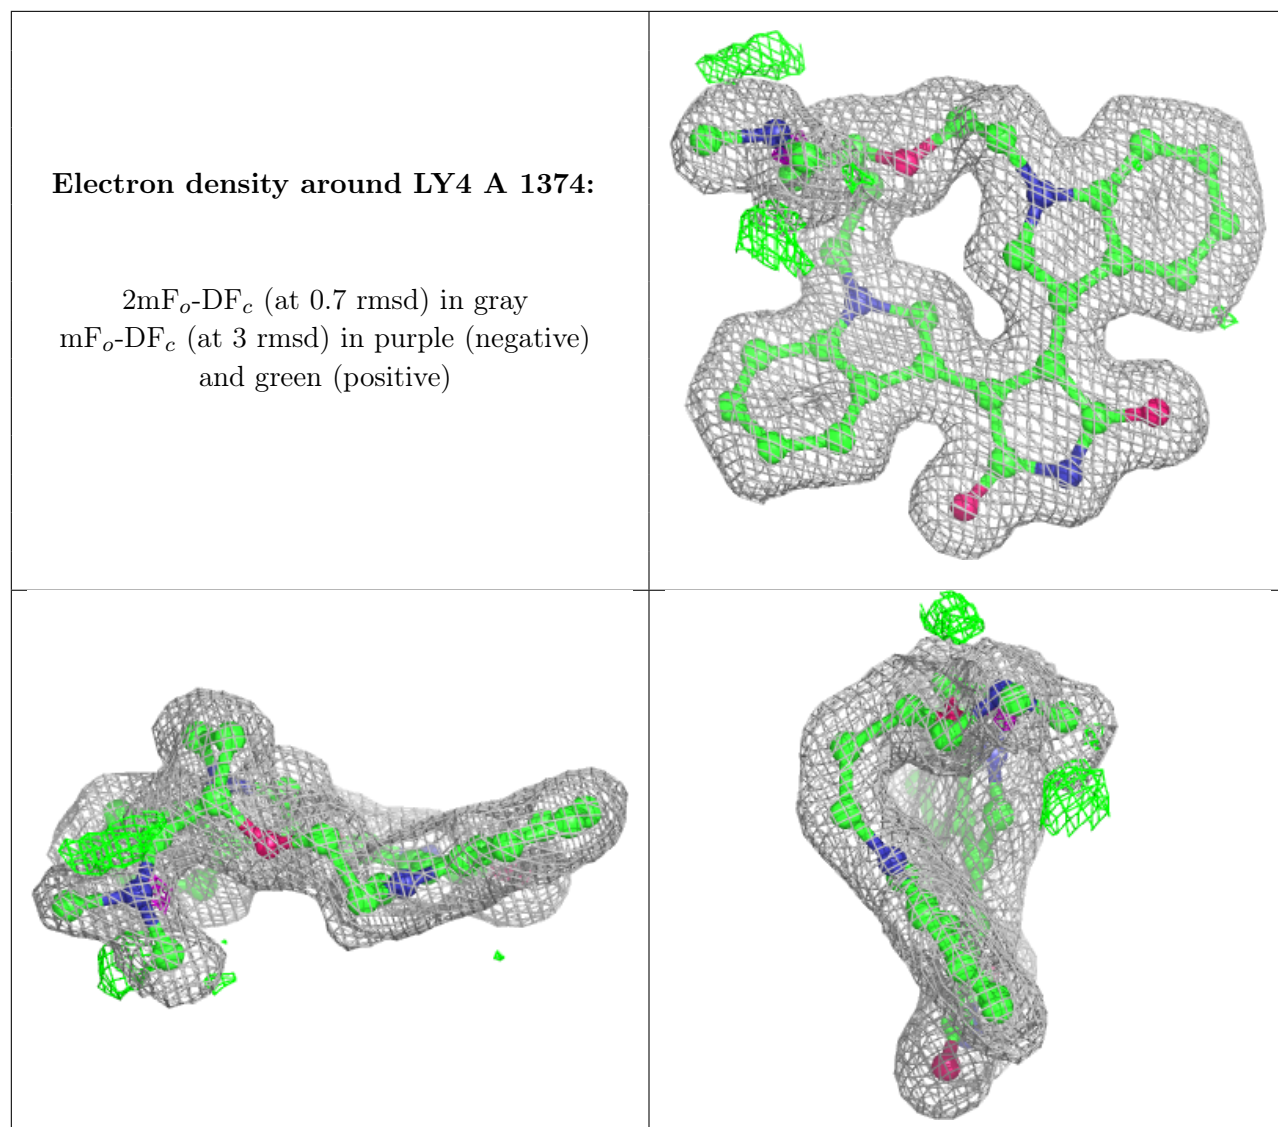 Electron density around LY4 A 1374:
2mFo-DFc (at 0.7 rmsd) in gray
mFo-DFc (at 3 rmsd) in purple (negative)
and green (positive)